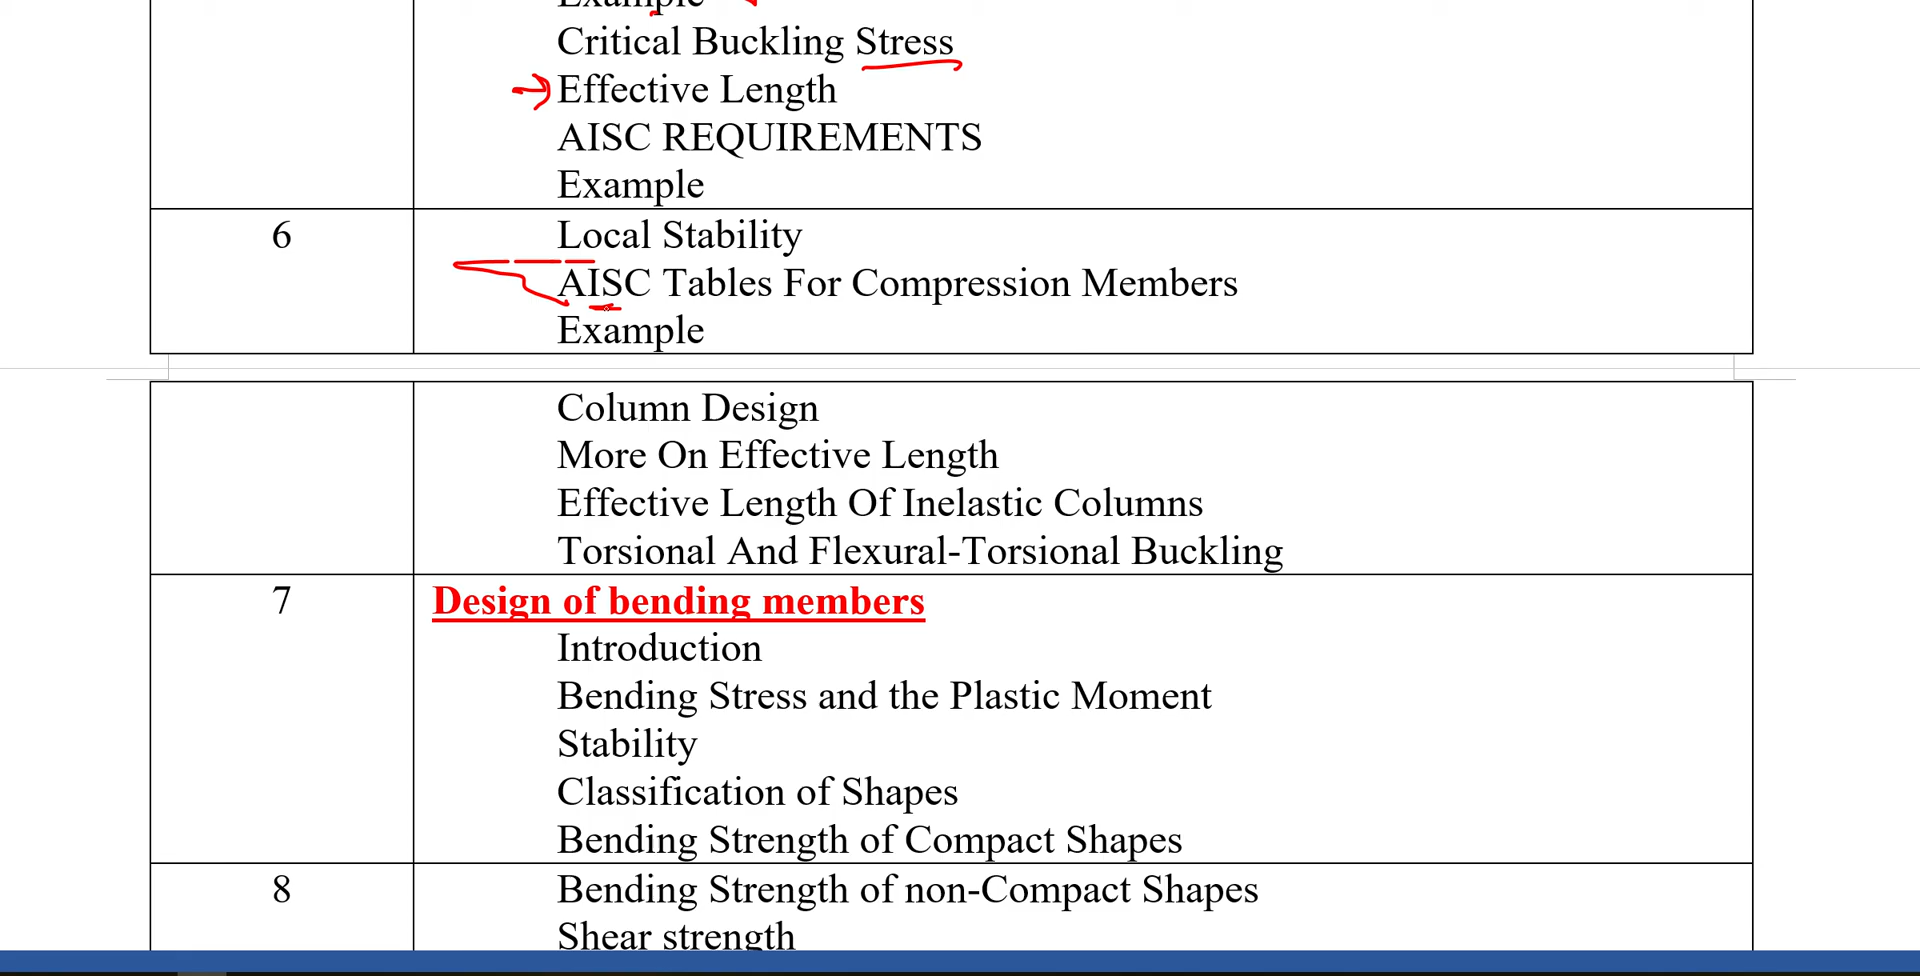 Example
Critical Buckling Stress
Effective Length
AISC REQUIREMENTS
Example
6
Local Stability
AISC Tables For Compression Members
Example
Column Design
More On Effective Length
Effective Length Of Inelastic Columns
Torsional And Flexural-Torsional Buckling
7
Design of bending members
Introduction
Bending Stress and the Plastic Moment
Stability
Classification of Shapes
Bending Strength of Compact Shapes
8
Bending Strength of non-Compact Shapes
Shear strength